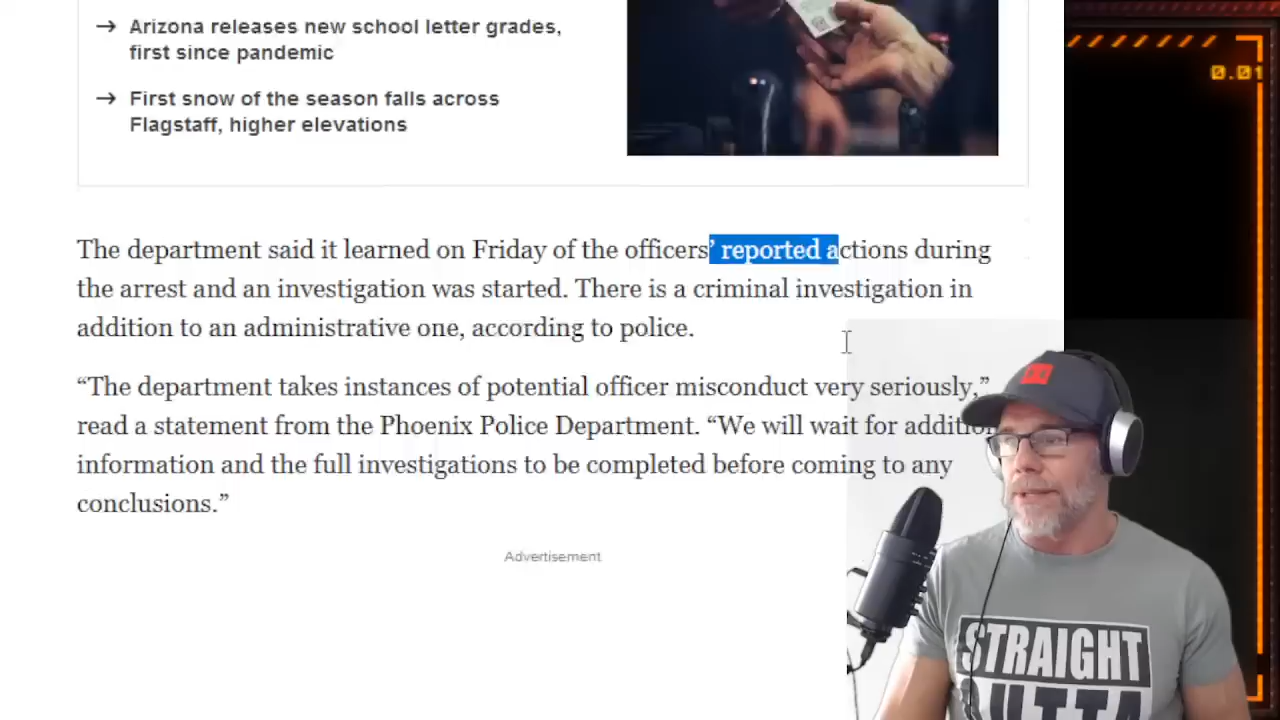 → Arizona releases new school letter grades,
first since pandemic
→ First snow of the season falls across
Flagstaff, higher elevations
0.01
The department said it learned on Friday of the officers’ reported actions during
the arrest and an investigation was started. There is a criminal investigation in
addition to an administrative one, according to police.
“The department takes instances of potential officer misconduct very seriously,”
read a statement from the Phoenix Police Department. “We will wait for
information and the full investigations to be completed before coming to any
conclusions.”
Advertisement
STRAIGHT
OUTTA